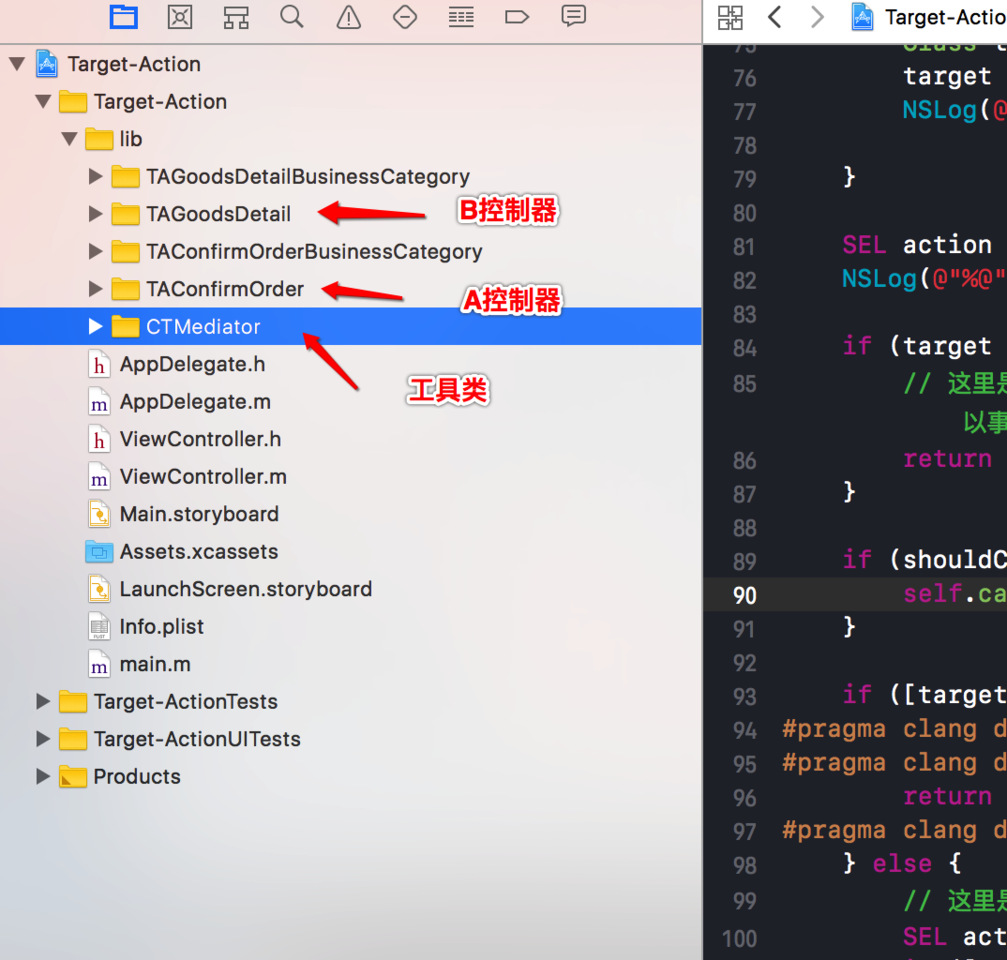 Target-Action
Target-Action
lib
TAGoodsDetailBusinessCategory
TAGoodsDetail
B控制器
TAConfirmOrderBusinessCategory
TAConfirmOrder
A控制器
CTMediator
工具类
AppDelegate.h
AppDelegate.m
ViewController.h
ViewController.m
Main.storyboard
Assets.xcassets
LaunchScreen.storyboard
Info.plist
main.m
Target-ActionTests
Target-ActionUITests
Products
Target-Actio
75 Class
76 target
77 NSLog(@
78
79 }
80
81 SEL action
82 NSLog(@"%@"
83
84 if (target
85 // 这里是
以事
86 return
87 }
88
89 if (shouldC
90 self.ca
91 }
92
93 if ([target
94 #pragma clang d
95 #pragma clang d
96 return
97 #pragma clang d
98 } else {
99 // 这里是
100 SEL act